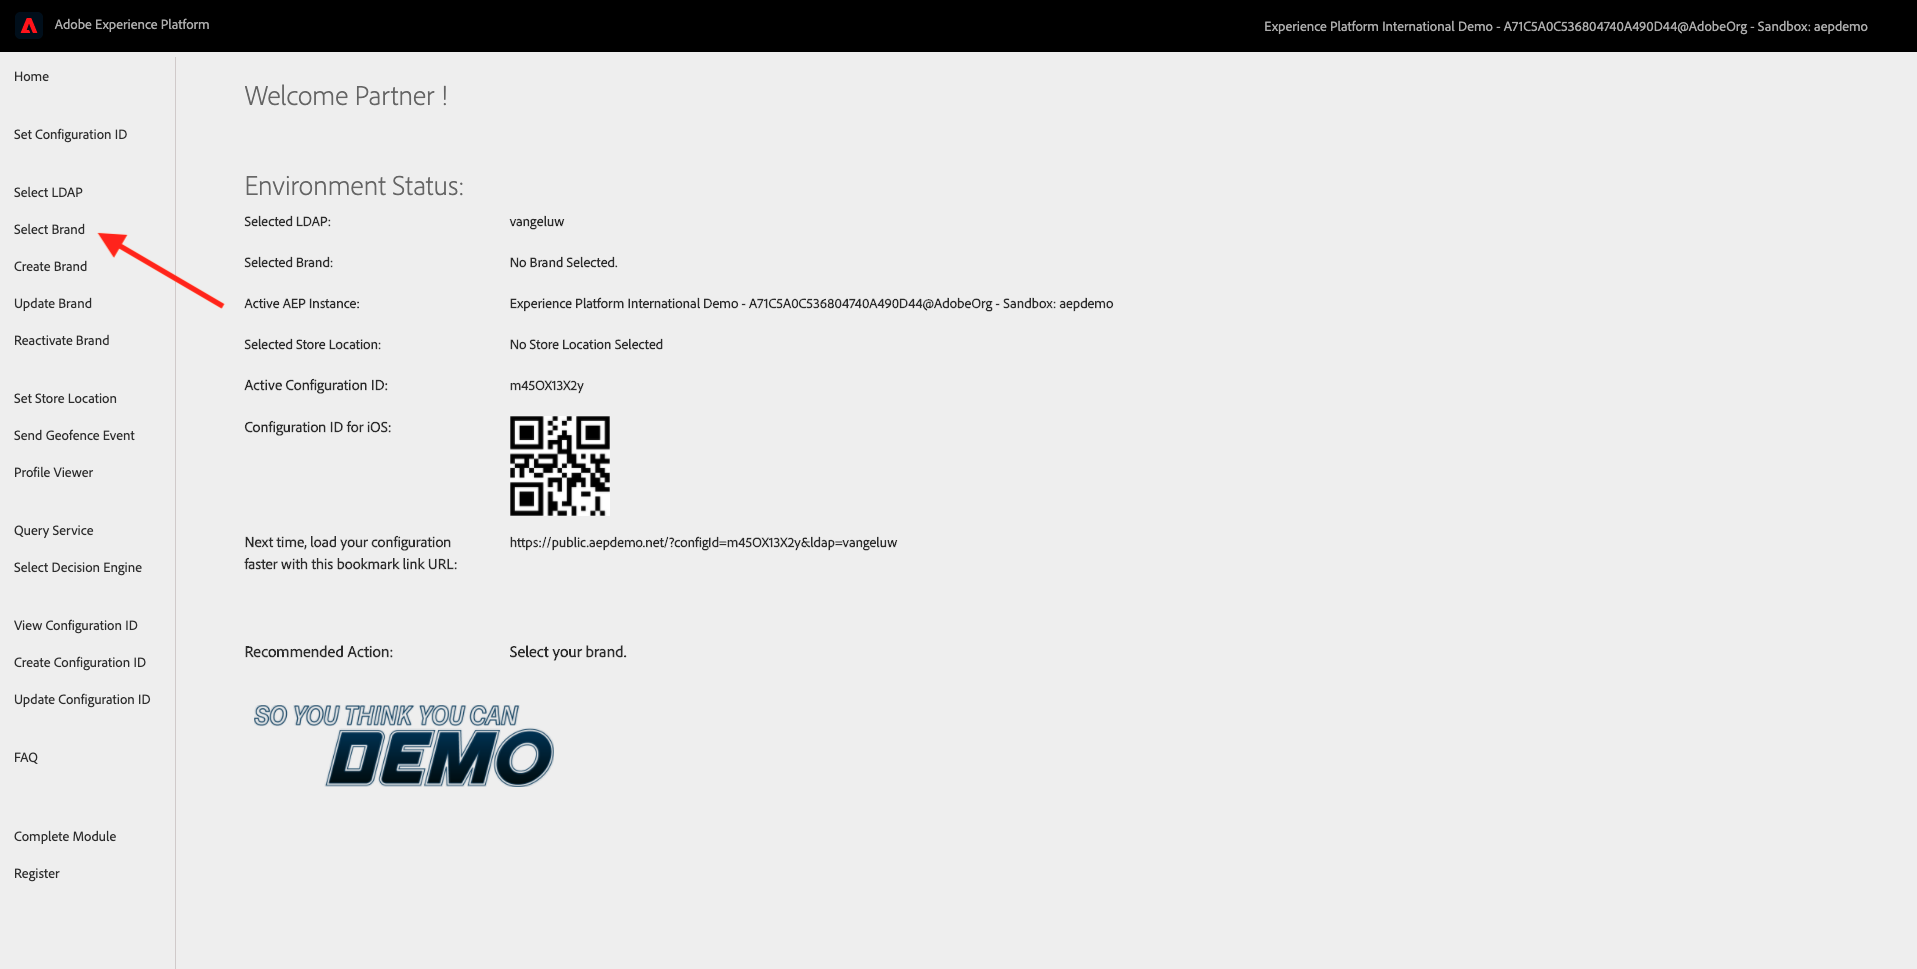 Adobe Experience Platform
Experience Platform International Demo - A71C5A0C536804740A490D44@AdobeOrg - Sandbox: aepdemo
Home
Set Configuration ID
Select LDAP
Select Brand
Create Brand
Update Brand
Reactivate Brand
Set Store Location
Send Geofence Event
Profile Viewer
Query Service
Select Decision Engine
View Configuration ID
Create Configuration ID
Update Configuration ID
FAQ
Complete Module
Register
Welcome Partner !
Environment Status:
Selected LDAP: vangeluw
Selected Brand: No Brand Selected.
Active AEP Instance: Experience Platform International Demo - A71C5A0C536804740A490D44@AdobeOrg - Sandbox: aepdemo
Selected Store Location: No Store Location Selected
Active Configuration ID: m45OX13X2y
Configuration ID for iOS:
Next time, load your configuration
faster with this bookmark link URL:
https://public.aepdemo.net/?configId=m45OX13X2y&ldap=vangeluw
Recommended Action: Select your brand.
SO YOU THINK YOU CAN
DEMO